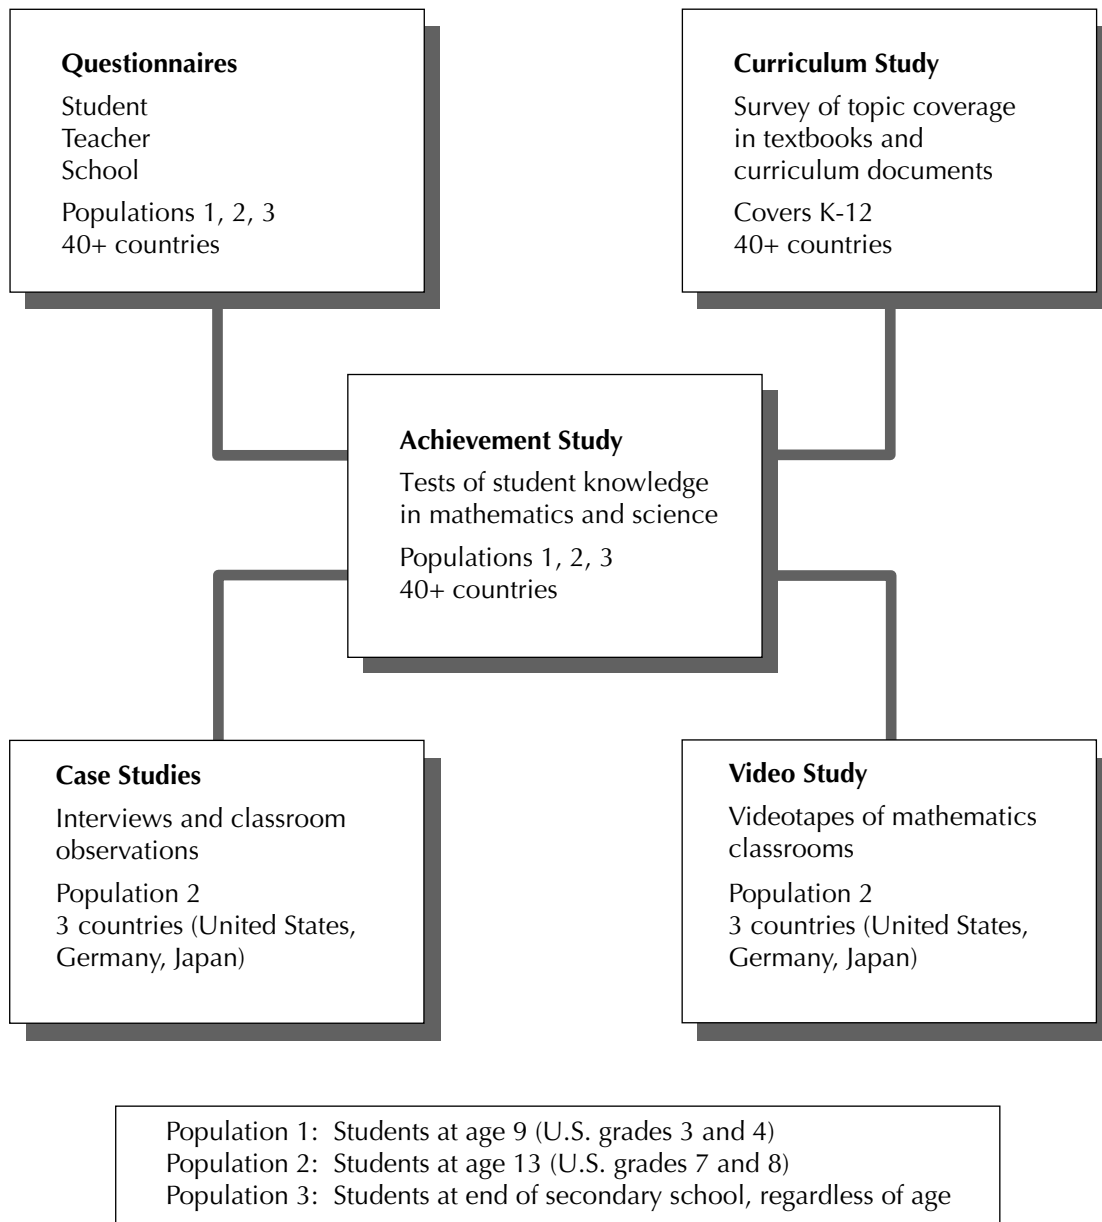 Questionnaires
Student
Teacher
School
Populations 1, 2, 3
40+ countries
Curriculum Study
Survey of topic coverage
in textbooks and
curriculum documents
Covers K-12
40+ countries
Achievement Study
Tests of student knowledge
in mathematics and science
Populations 1, 2, 3
40+ countries
Case Studies
Interviews and classroom
observations
Population 2
3 countries (United States,
Germany, Japan)
Video Study
Videotapes of mathematics
classrooms
Population 2
3 countries (United States,
Germany, Japan)
Population 1: Students at age 9 (U.S. grades 3 and 4)
Population 2: Students at age 13 (U.S. grades 7 and 8)
Population 3: Students at end of secondary school, regardless of age